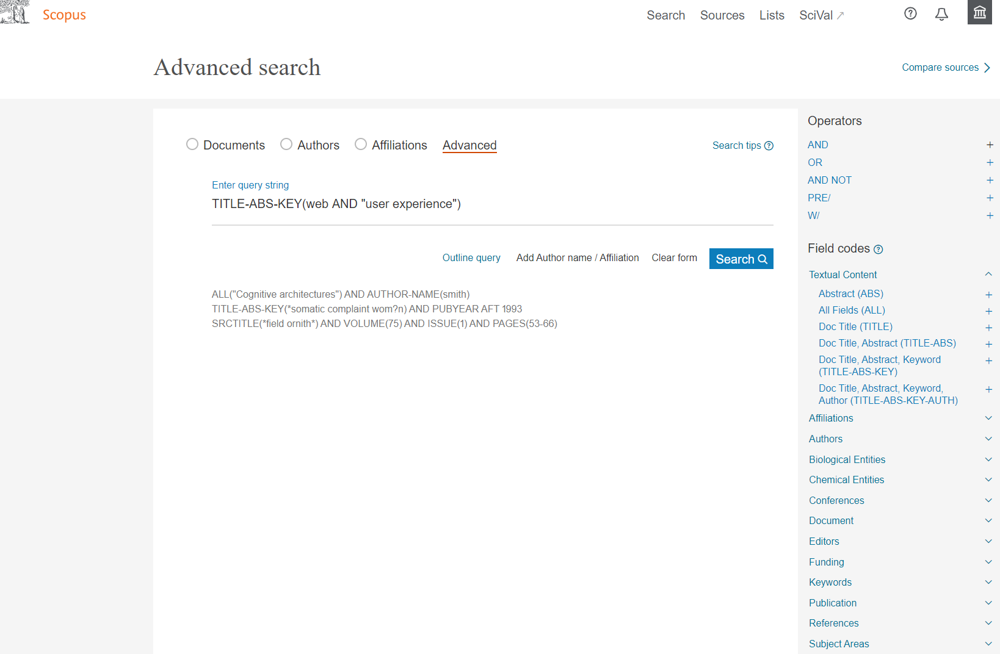 Scopus
Search Sources Lists SciVal
Advanced search
Compare sources
Documents Authors Affiliations Advanced
Search tips
Enter query string
TITLE-ABS-KEY(web AND "user experience")
Outline query Add Author name / Affiliation Clear form Search
ALL("Cognitive architectures") AND AUTHOR-NAME(smith)
TITLE-ABS-KEY(*somatic complaint wom?n) AND PUBYEAR AFT 1993
SRCTITLE(*field ornith*) AND VOLUME(75) AND ISSUE(1) AND PAGES(53-66)
Operators
AND +
OR +
AND NOT +
PRE/ +
W/ +
Field codes
Textual Content
Abstract (ABS) +
All Fields (ALL) +
Doc Title (TITLE) +
Doc Title, Abstract (TITLE-ABS) +
Doc Title, Abstract, Keyword +
(TITLE-ABS-KEY)
Doc Title, Abstract, Keyword, +
Author (TITLE-ABS-KEY-AUTH)
Affiliations
Authors
Biological Entities
Chemical Entities
Conferences
Document
Editors
Funding
Keywords
Publication
References
Subject Areas